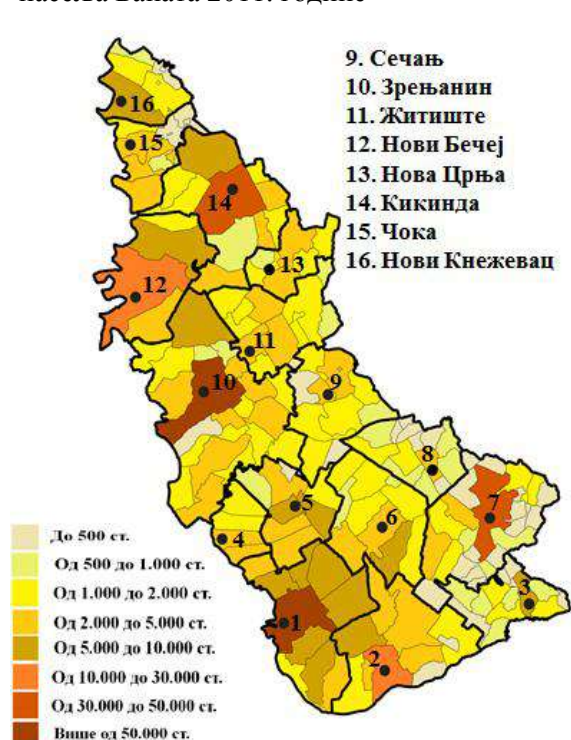 насеља Баната 2011. године
9. Сечањ
10. Зрењанин
11. Житиште
12. Нови Бечеј
13. Нова Црња
14. Кикинда
15. Чока
16. Нови Кнежевац
16
15
14
13
12
11
10
9
8
7
5
6
4
3
1
2
До 500 ст.
Од 500 до 1.000 ст.
Од 1.000 до 2.000 ст.
Од 2.000 до 5.000 ст.
Од 5.000 до 10.000 ст.
Од 10.000 до 30.000 ст.
Од 30.000 до 50.000 ст.
Више од 50.000 ст.